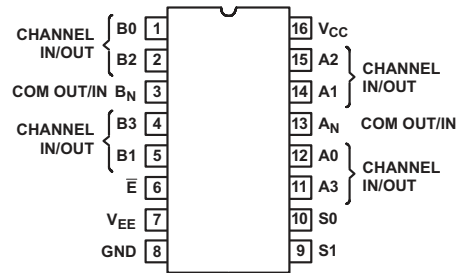 CHANNEL IN/OUT B0 1 16 VCC
B2 2 15 A2 CHANNEL IN/OUT
COM OUT/IN BN 3 14 A1
CHANNEL IN/OUT B3 4 13 AN COM OUT/IN
B1 5 12 A0 CHANNEL IN/OUT
E̅ 6 11 A3
VEE 7 10 S0
GND 8 9 S1